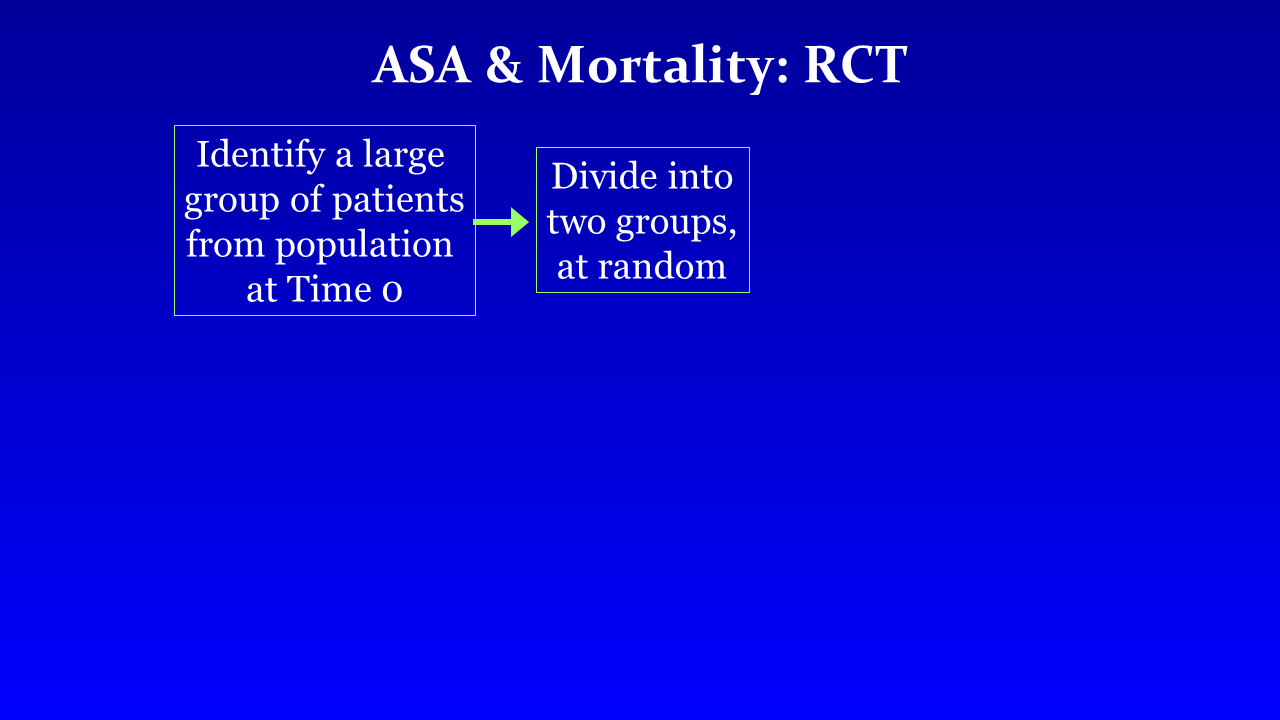 ASA & Mortality: RCT
Identify a large
group of patients
from population
at Time 0
Divide into
two groups,
at random